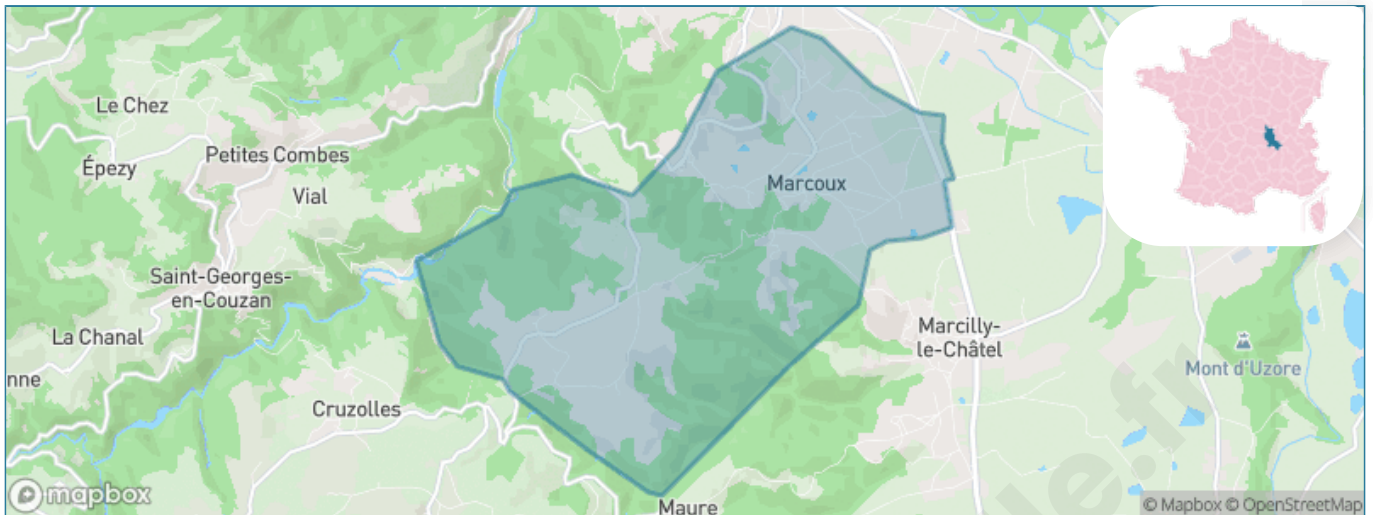 Le Chez
Épezy
Petites Combes
Vial
Marcoux
Saint-Georges-
en-Couzan
La Chanal
nne
Cruzolles
Marcilly-
le-Châtel
Mont d'Uzore
Maure
mapbox
© Mapbox © OpenStreetMap